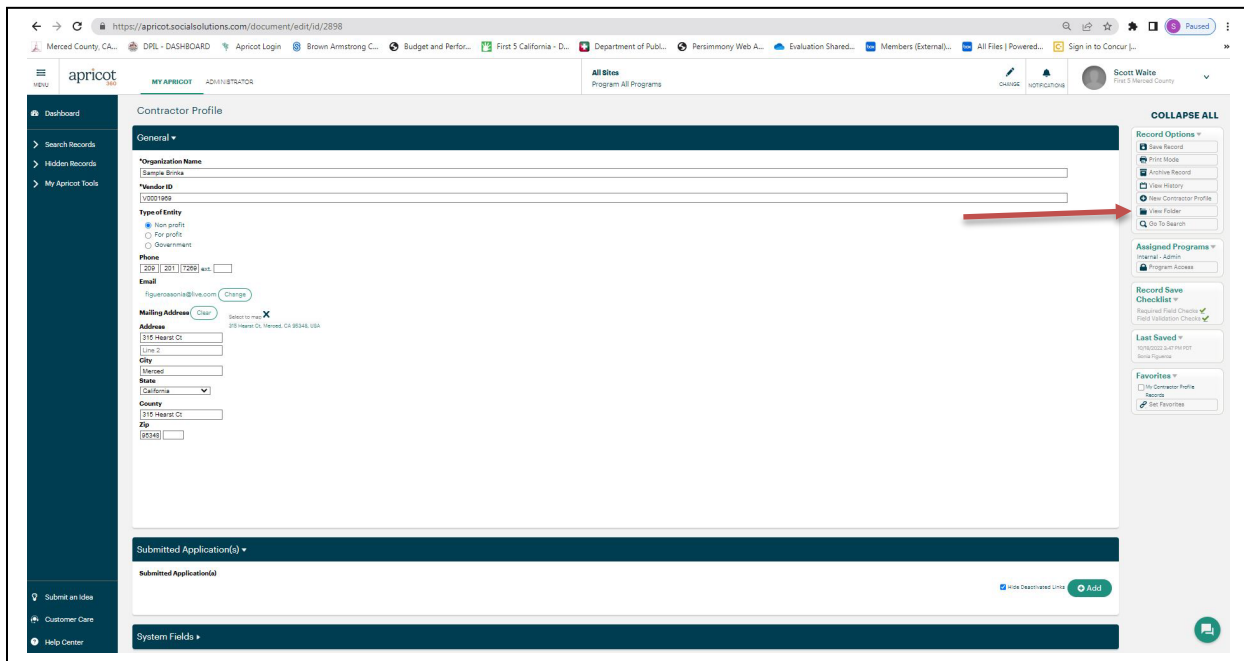 https://apricot.socialsolutions.com/document/edit/id/2898
S Paused
Merced County, CA... DPIL - DASHBOARD Apricot Login Brown Armstrong C... Budget and Perfor... First 5 California - D... Department of Publ... Persimmony Web A... Evaluation Shared... Members (External)... All Files | Powered... Sign in to Concur |... »
MENU
apricot 360
MY APRICOT ADMINISTRATOR
All Sites
Program All Programs
CHANGE NOTIFICATIONS
Scott Waite
First 5 Merced County
Dashboard
Search Records
Hidden Records
My Apricot Tools
Submit an Idea
Customer Care
Help Center
Contractor Profile
General
*Organization Name
Sample Brinks
*Vendor ID
V0001969
Type of Entity
Non profit
For profit
Government
Phone
209 201 7269 ext.
Email
figueroasonia@live.com Change
Mailing Address Clear Select to map X
315 Hearst Ct, Merced, CA 95348, USA
Address
315 Hearst Ct
Line 2
City
Merced
State
California
County
315 Hearst Ct
Zip
95348
Submitted Application(s)
Submitted Application(s)
Hide Deactivated Links Add
System Fields
COLLAPSE ALL
Record Options
Save Record
Print Mode
Archive Record
View History
New Contractor Profile
View Folder
Go To Search
Assigned Programs
Internal - Admin
Program Access
Record Save
Checklist
Required Field Checks
Field Validation Checks
Last Saved
Sonia Figueroa
Favorites
My Contractor Profile
Records
Set Favorites